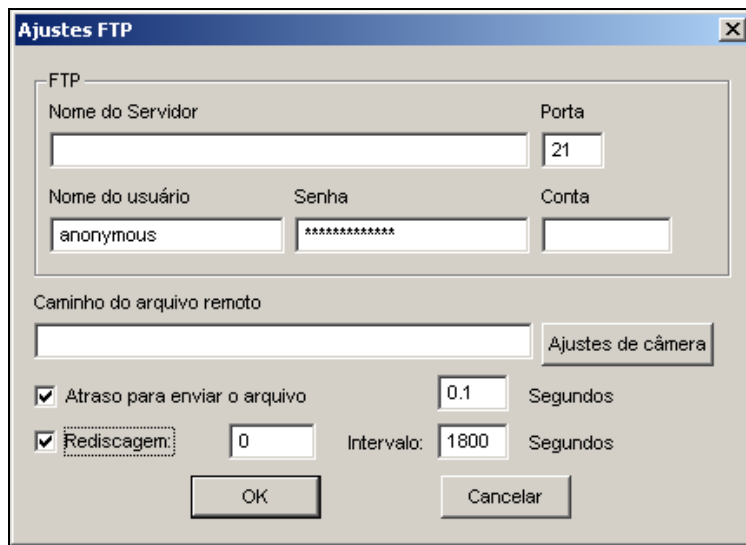 Ajustes FTP
FTP
Nome do Servidor Porta
21
Nome do usuário Senha Conta
anonymous *************
Caminho do arquivo remoto
Ajustes de câmera
Atraso para enviar o arquivo 0.1 Segundos
Rediscagem: 0 Intervalo: 1800 Segundos
OK Cancelar